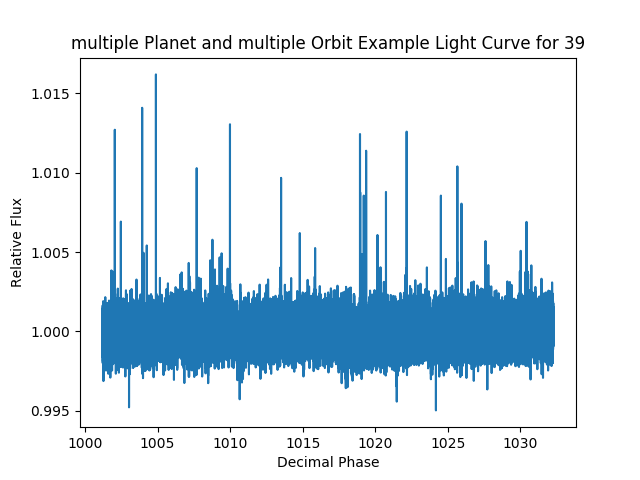 multiple Planet and multiple Orbit Example Light Curve for 39
1.015
1.010
1.005
1.000
0.995
Relative Flux
1000 1005 1010 1015 1020 1025 1030
Decimal Phase